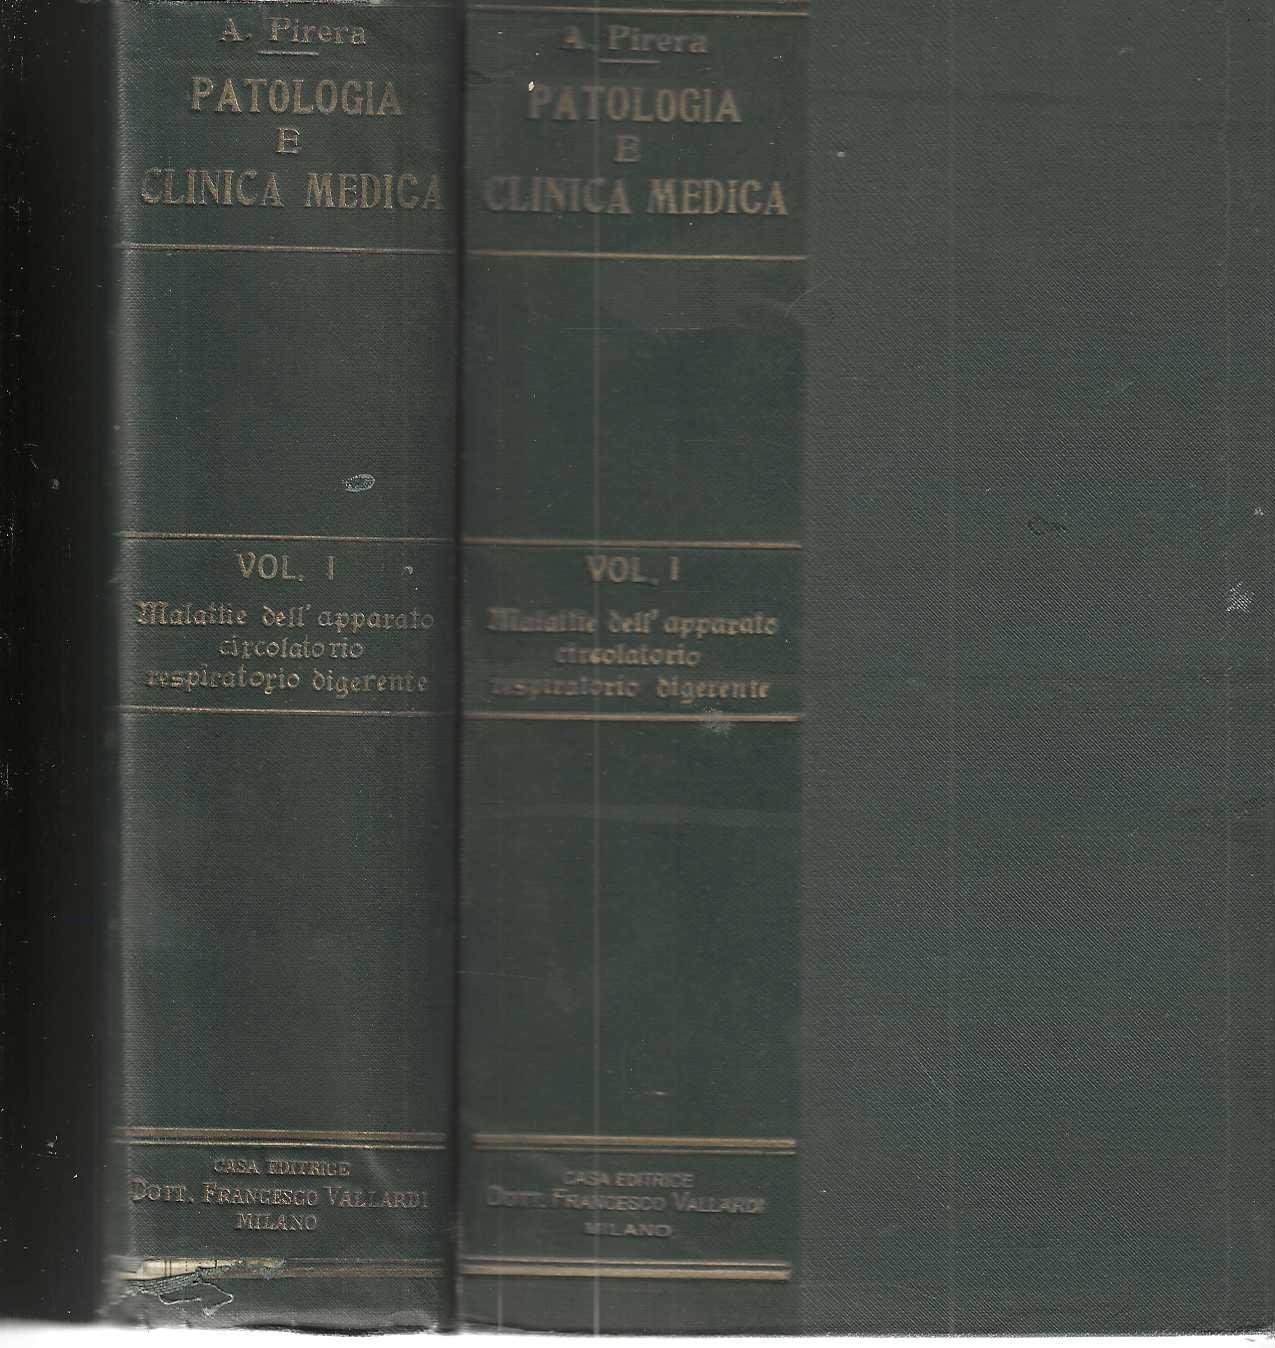 A. Pirera
PATOLOGIA
E
CLINICA MEDICA
VOL. I
Malattie dell' apparato
circolatorio
respiratorio digerente
CASA EDITRICE
DOTT. FRANCESCO VALLARDI
MILANO
A. Pirera
PATOLOGIA
E
CLINICA MEDICA
VOL. I
Malattie dell' apparato
circolatorio
respiratorio digerente
CASA EDITRICE
DOTT. FRANCESCO VALLARDI
MILANO